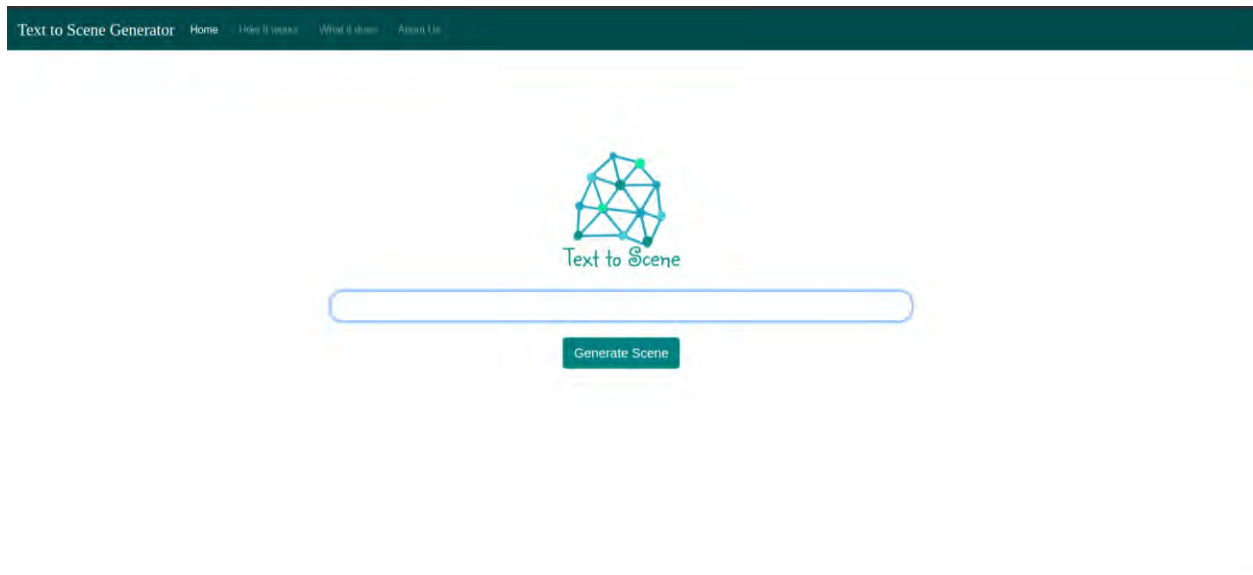 Text to Scene Generator Home How it works What it does About Us
Text to Scene
Generate Scene